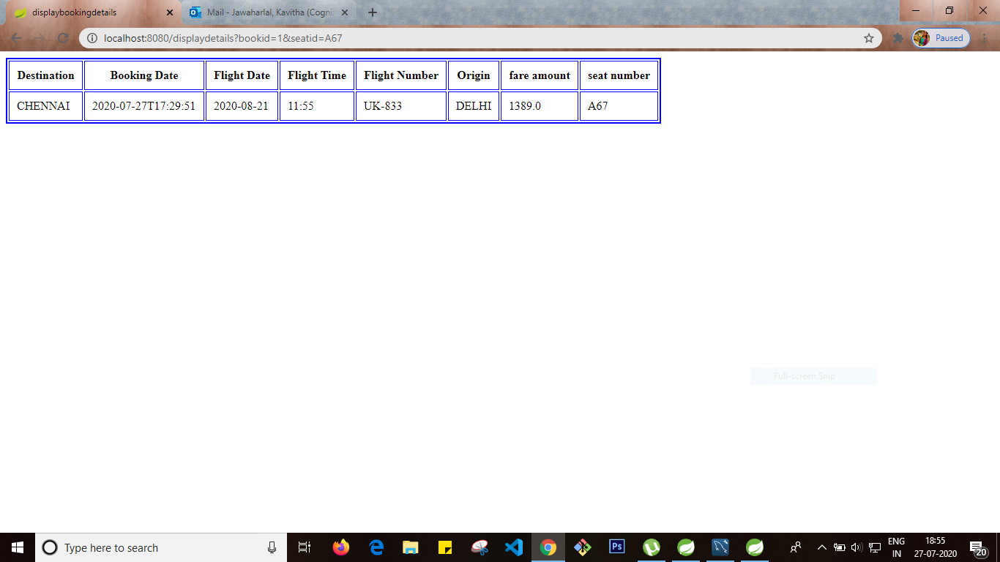 displaybookingdetails
Mail - Jawaharlal, Kavitha (Cogni
localhost:8080/displaydetails?bookid=1&seatid=A67
Paused
Destination Booking Date Flight Date Flight Time Flight Number Origin fare amount seat number
CHENNAI 2020-07-27T17:29:51 2020-08-21 11:55 UK-833 DELHI 1389.0 A67
Full-screen Snip
Type here to search
Ps
ENG
IN
18:55
27-07-2020
20